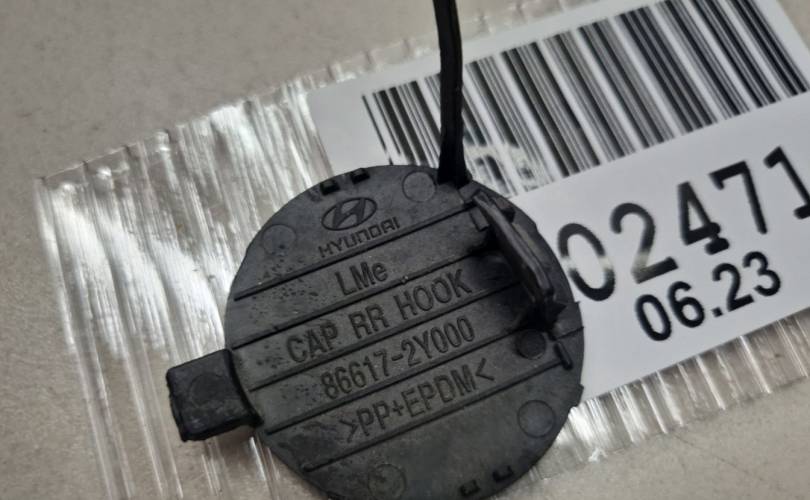 HYUNDAI
LMe
CAP RR HOOK
86617-2Y000
>PP+EPDM<
02471
06.23